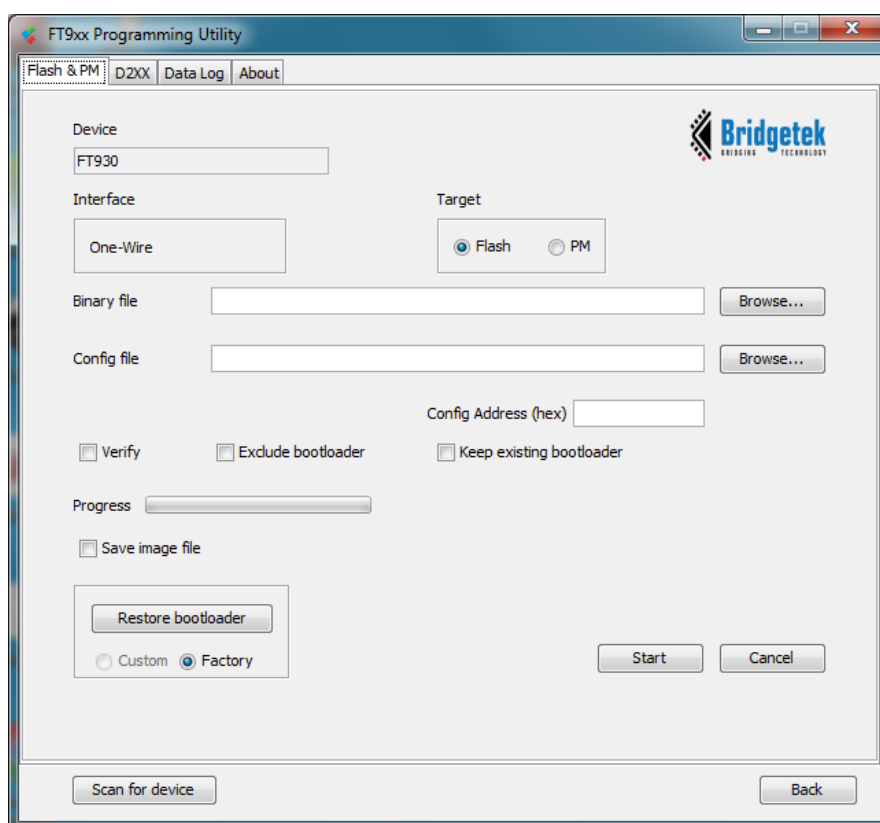 FT9xx Programming Utility
Flash & PM D2XX Data Log About
Device
Bridgetek
BRIDGING TECHNOLOGY
FT930
Interface Target
One-Wire Flash PM
Binary file Browse...
Config file Browse...
Config Address (hex)
Verify Exclude bootloader Keep existing bootloader
Progress
Save image file
Restore bootloader
Custom Factory
Start Cancel
Scan for device Back